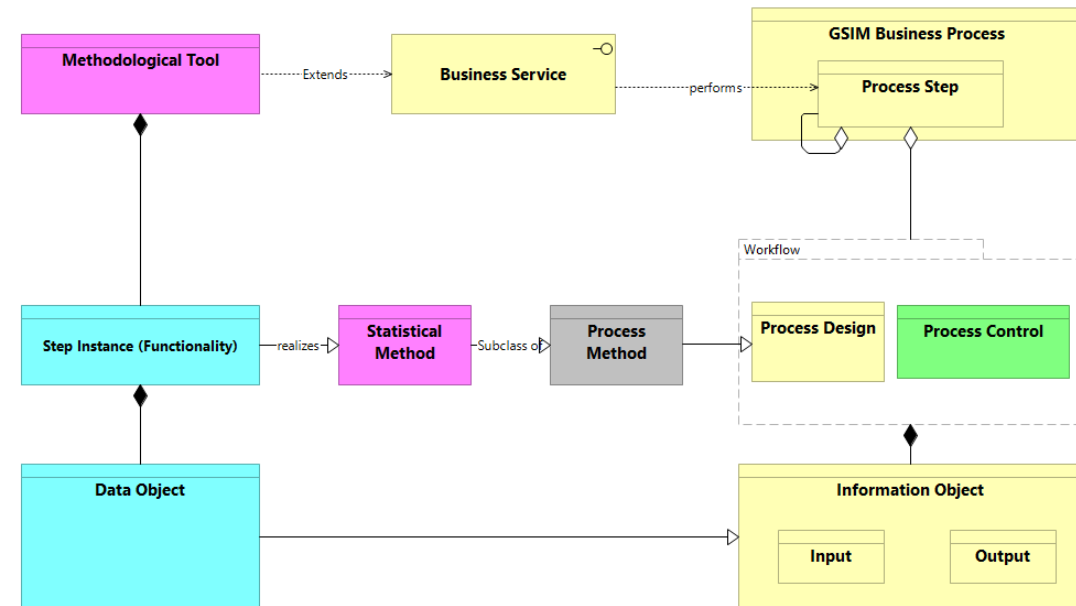 GSIM Business Process
Methodological Tool
Extends
Business Service
performs
Process Step
Workflow
Step Instance (Functionality)
realizes
Statistical
Method
Subclass of
Process
Method
Process Design
Process Control
Data Object
Information Object
Input
Output